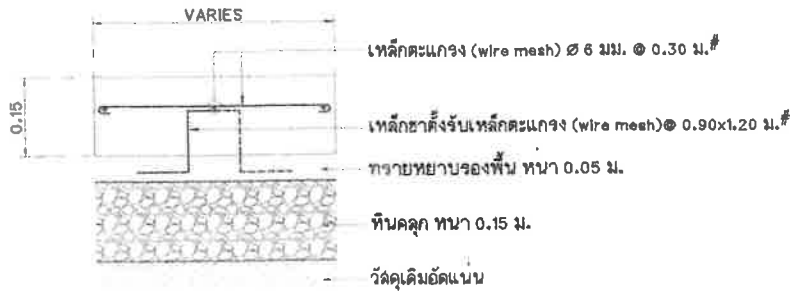 VARIES
เหล็กตะแกรง (wire mesh) Ø 6 มม. @ 0.30 ม.#
0.15
เหล็กขาตั้งรับเหล็กตะแกรง (wire mesh)@ 0.90x1.20 ม.#
ทรายหยาบรองพื้น หนา 0.05 ม.
หินคลุก หนา 0.15 ม.
วัสดุเดิมอัดแน่น